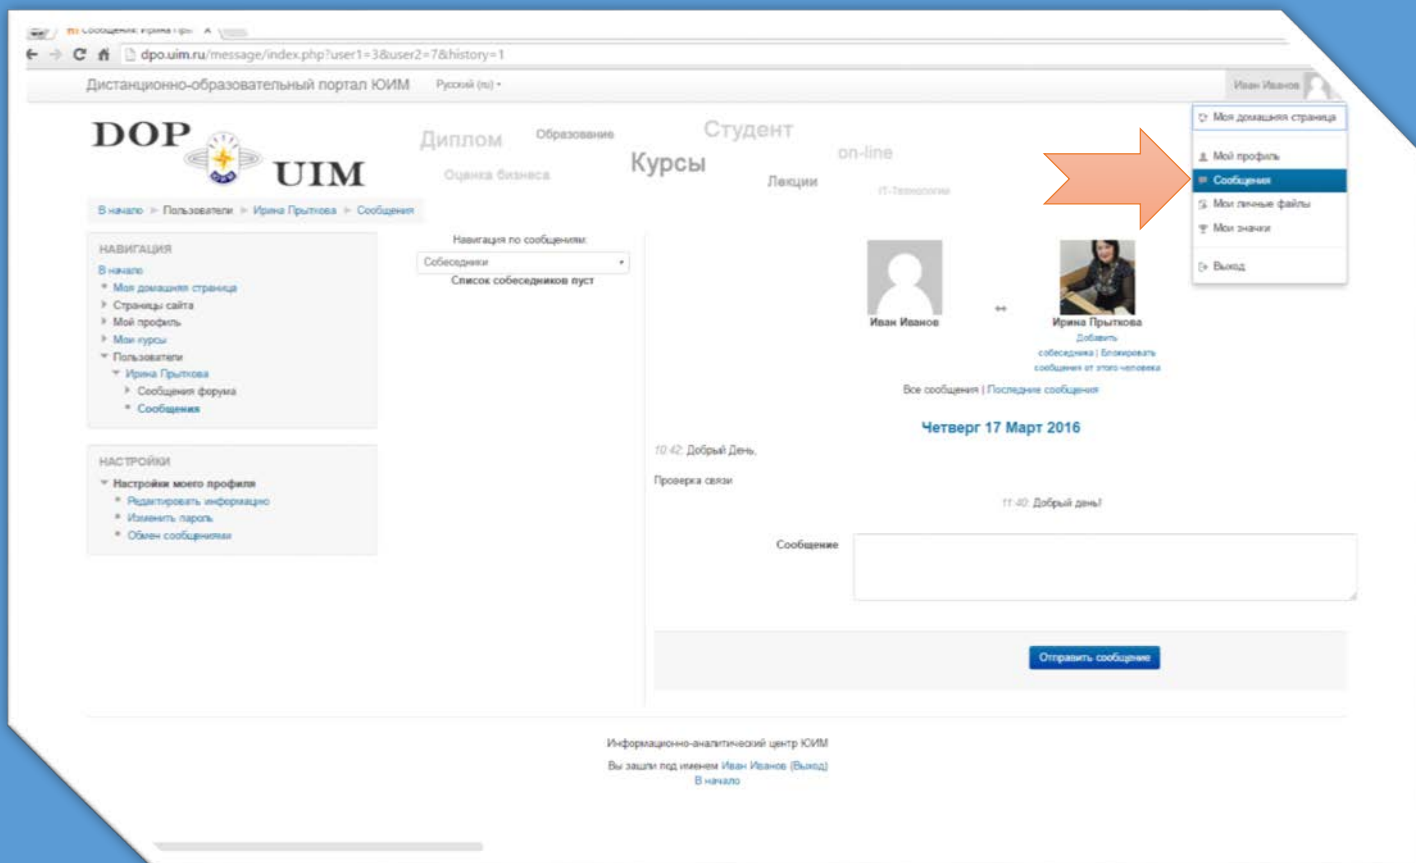 Сообщения: Ирина При
dpo.uim.ru/message/index.php?user1=3&user2=7&history=1
Дистанционно-образовательный портал ЮИМ
Русский (ru)
Иван Иванов
Моя домашняя страница
Мой профиль
Сообщения
Мои личные файлы
Мои значки
Выход
DOP
UIM
Диплом
Образование
Студент
Оценка бизнеса
Курсы
on-line
Лекции
IT-Технологии
В начало
Пользователи
Ирина Прыткова
Сообщения
НАВИГАЦИЯ
В начало
Моя домашняя страница
Страницы сайта
Мой профиль
Мои курсы
Пользователи
Ирина Прыткова
Сообщения форума
Сообщения
НАСТРОЙКИ
Настройки моего профиля
Редактировать информацию
Изменить пароль
Обмен сообщениями
Навигация по сообщениям:
Собеседники
Список собеседников пуст
Иван Иванов
Ирина Прыткова
Добавить
собеседника | Блокировать
сообщения от этого человека
Все сообщения | Последние сообщения
Четверг 17 Март 2016
10:42: Добрый День,
Проверка связи
11:40: Добрый день!
Сообщение
Отправить сообщение
Информационно-аналитический центр ЮИМ
Вы зашли под именем Иван Иванов (Выход)
В начало